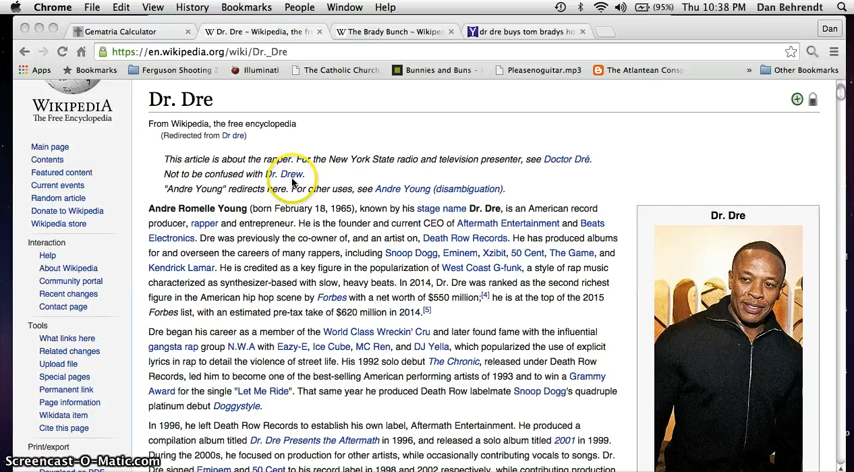 Chrome File Edit View History Bookmarks People Window Help (95%) Thu 10:38 PM Dan Behrendt
Gematria Calculator Dr. Dre – Wikipedia, the fre The Brady Bunch – Wikiped dr dre buys tom bradys ho Dan
https://en.wikipedia.org/wiki/Dr._Dre
Apps Bookmarks Ferguson Shooting Illuminati The Catholic Church Bunnies and Buns - Pleasenoguitar.mp3 The Atlantean Consp » Other Bookmarks
WIKIPEDIA
The Free Encyclopedia
Main page
Contents
Featured content
Current events
Random article
Donate to Wikipedia
Wikipedia store
Interaction
Help
About Wikipedia
Community portal
Recent changes
Contact page
Tools
What links here
Related changes
Upload file
Special pages
Permanent link
Page information
Wikidata item
Cite this page
Print/export
Dr. Dre
From Wikipedia, the free encyclopedia
(Redirected from Dr dre)
This article is about the rapper. For the New York State radio and television presenter, see Doctor Dré.
Not to be confused with Dr. Drew.
"Andre Young" redirects here. For other uses, see Andre Young (disambiguation).
Andre Romelle Young (born February 18, 1965), known by his stage name Dr. Dre, is an American record
producer, rapper and entrepreneur. He is the founder and current CEO of Aftermath Entertainment and Beats
Electronics. Dre was previously the co-owner of, and an artist on, Death Row Records. He has produced albums
for and overseen the careers of many rappers, including Snoop Dogg, Eminem, Xzibit, 50 Cent, The Game, and
Kendrick Lamar. He is credited as a key figure in the popularization of West Coast G-funk, a style of rap music
characterized as synthesizer-based with slow, heavy beats. In 2014, Dr. Dre was ranked as the second richest
figure in the American hip hop scene by Forbes with a net worth of $550 million;[4] he is at the top of the 2015
Forbes list, with an estimated pre-tax take of $620 million in 2014.[5]
Dre began his career as a member of the World Class Wreckin' Cru and later found fame with the influential
gangsta rap group N.W.A with Eazy-E, Ice Cube, MC Ren, and DJ Yella, which popularized the use of explicit
lyrics in rap to detail the violence of street life. His 1992 solo debut The Chronic, released under Death Row
Records, led him to become one of the best-selling American performing artists of 1993 and to win a Grammy
Award for the single "Let Me Ride". That same year he produced Death Row labelmate Snoop Dogg's quadruple
platinum debut Doggystyle.
In 1996, he left Death Row Records to establish his own label, Aftermath Entertainment. He produced a
compilation album titled Dr. Dre Presents the Aftermath in 1996, and released a solo album titled 2001 in 1999.
During the 2000s, he focused on production for other artists, while occasionally contributing vocals to songs. Dr.
Dre signed Eminem and 50 Cent to his record label in 1998 and 2002 respectively, while contributing production
Dr. Dre
Screencast-O-Matic.com